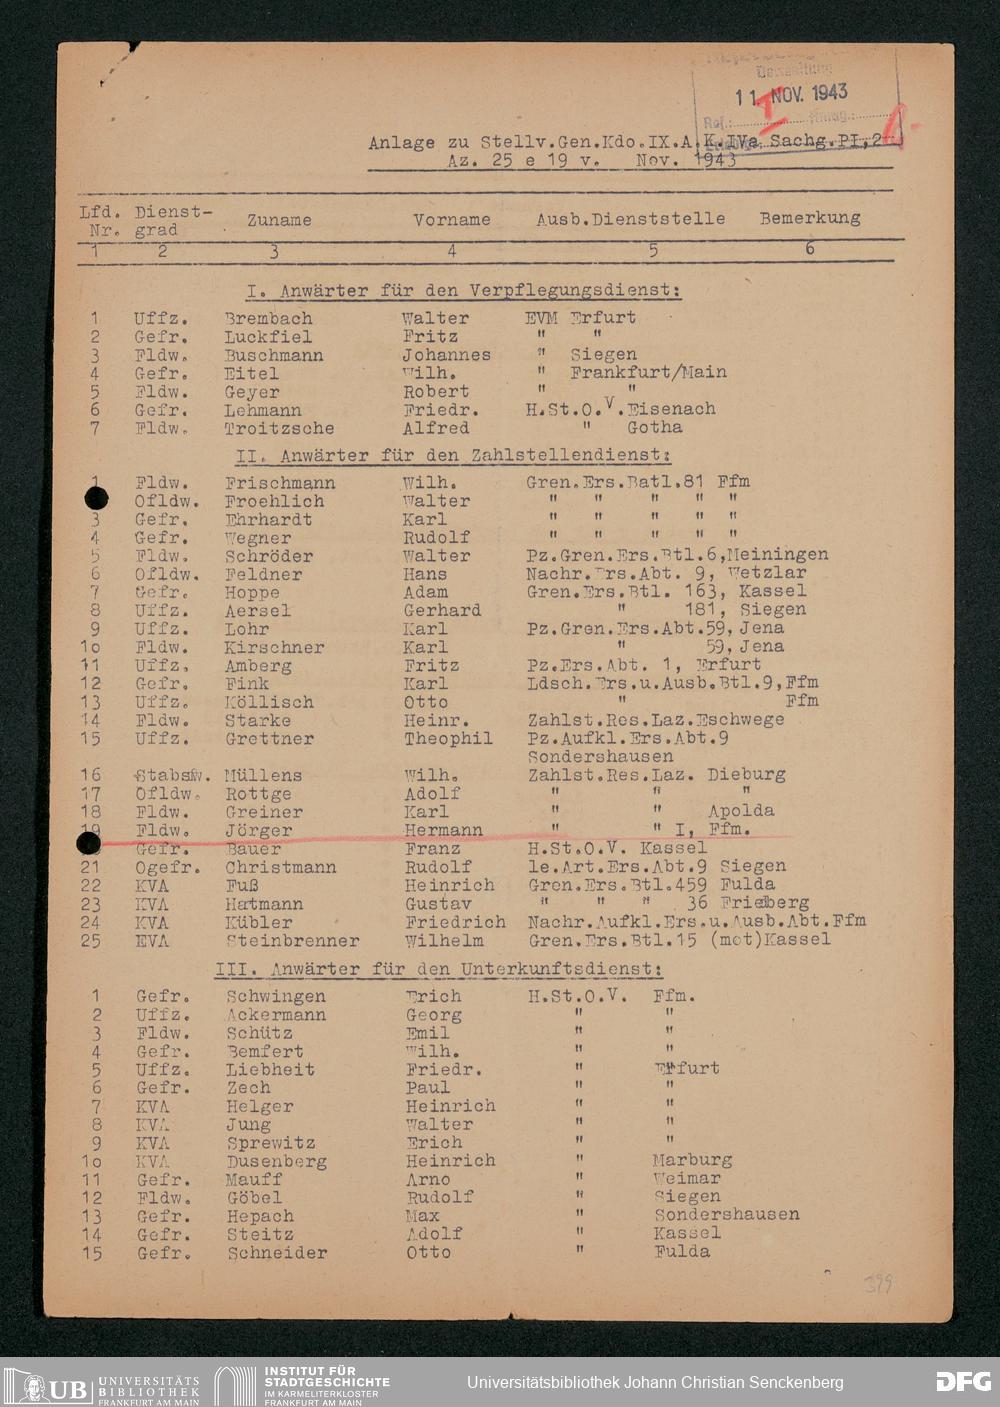 11. NOV. 1943
Ref.:
Anlage zu Stellv.Gen.Kdo.IX.A.K.IVa Sachg.PI,2
Az. 25 e 19 v. Nov. 1943
Lfd. Nr. Dienst-grad Zuname Vorname Ausb.Dienststelle Bemerkung
1 2 3 4 5 6
I. Anwärter für den Verpflegungsdienst:
1 Uffz. Brembach Walter EVM Erfurt
2 Gefr. Luckfiel Fritz " "
3 Fldw. Buschmann Johannes " Siegen
4 Gefr. Eitel Wilh. " Frankfurt/Main
5 Fldw. Geyer Robert " "
6 Gefr. Lehmann Friedr. H.St.O.V.Eisenach
7 Fldw. Troitzsche Alfred " Gotha
II. Anwärter für den Zahlstellendienst:
1 Fldw. Frischmann Wilh. Gren.Ers.Batl.81 Ffm
Ofldw. Froehlich Walter " " " " "
3 Gefr. Ehrhardt Karl " " " " "
4 Gefr. Wegner Rudolf " " " " "
5 Fldw. Schröder Walter Pz.Gren.Ers.Btl.6,Meiningen
6 Ofldw. Feldner Hans Nachr.Ers.Abt. 9, Wetzlar
7 Gefr. Hoppe Adam Gren.Ers.Btl. 163, Kassel
8 Uffz. Aersel Gerhard " 181, Siegen
9 Uffz. Lohr Karl Pz.Gren.Ers.Abt.59, Jena
1o Fldw. Kirschner Karl " 59, Jena
11 Uffz. Amberg Fritz Pz.Ers.Abt. 1, Erfurt
12 Gefr. Fink Karl Ldsch.Ers.u.Ausb.Btl.9,Ffm
13 Uffz. Köllisch Otto " Ffm
14 Fldw. Starke Heinr. Zahlst.Res.Laz.Eschwege
15 Uffz. Grettner Theophil Pz.Aufkl.Ers.Abt.9
Sondershausen
16 Stabsfw. Müllens Wilh. Zahlst.Res.Laz. Dieburg
17 Ofldw. Rottge Adolf " " "
18 Fldw. Greiner Karl " " Apolda
19 Fldw. Jörger Hermann " " I, Ffm.
Gefr. Bauer Franz H.St.O.V. Kassel
21 Ogefr. Christmann Rudolf le.Art.Ers.Abt.9 Siegen
22 KVA Fuß Heinrich Gren.Ers.Btl.459 Fulda
23 KVA Hartmann Gustav " " " 36 Friedberg
24 KVA Kübler Friedrich Nachr.Aufkl.Ers.u.Ausb.Abt.Ffm
25 EVA Steinbrenner Wilhelm Gren.Ers.Btl.15 (mot)Kassel
III. Anwärter für den Unterkunftsdienst:
1 Gefr. Schwingen Erich H.St.O.V. Ffm.
2 Uffz. Ackermann Georg " "
3 Fldw. Schütz Emil " "
4 Gefr. Bemfert Wilh. " "
5 Uffz. Liebheit Friedr. " Erfurt
6 Gefr. Zech Paul " "
7 KVA Helger Heinrich " "
8 KVA Jung Walter " "
9 KVA Sprewitz Erich " "
1o KVA Dusenberg Heinrich " Marburg
11 Gefr. Mauff Arno " Weimar
12 Fldw. Göbel Rudolf " Siegen
13 Gefr. Hepach Max " Sondershausen
14 Gefr. Steitz Adolf " Kassel
15 Gefr. Schneider Otto " Fulda
399
UB UNIVERSITÄTS BIBLIOTHEK FRANKFURT AM MAIN
INSTITUT FÜR STADTGESCHICHTE IM KARMELITERKLOSTER FRANKFURT AM MAIN
Universitätsbibliothek Johann Christian Senckenberg
DFG